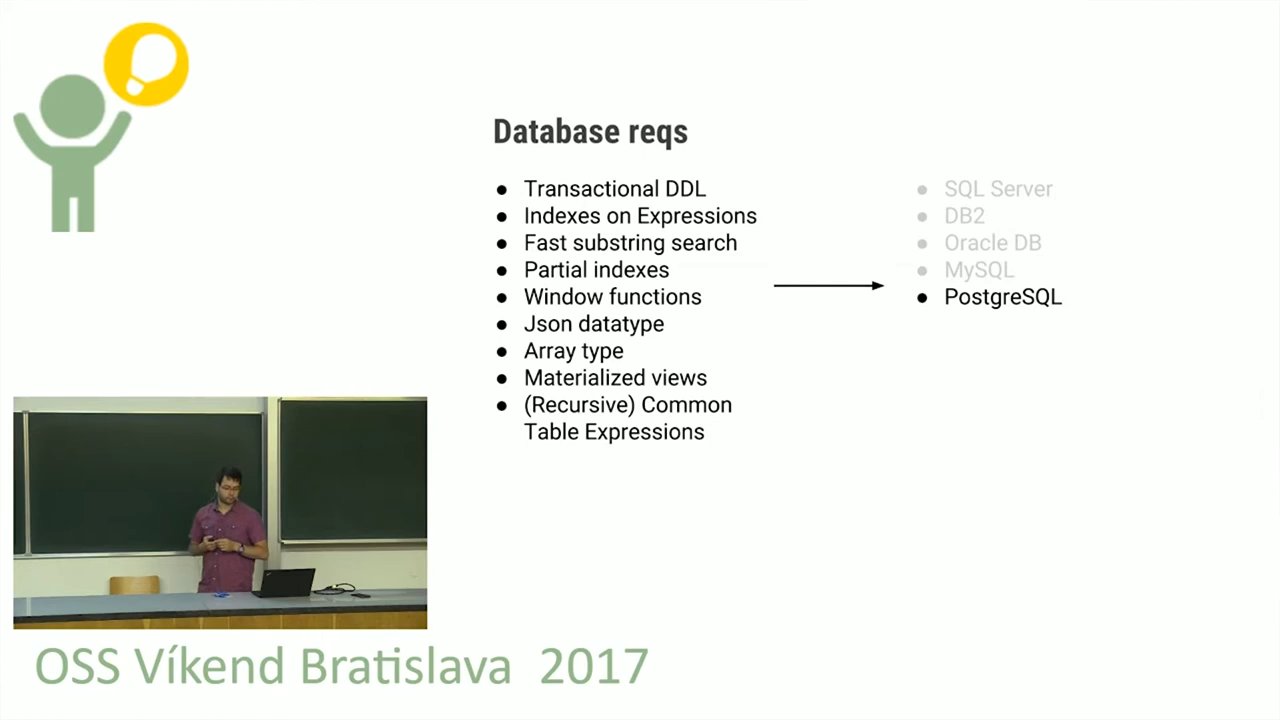 Database reqs
● Transactional DDL
● Indexes on Expressions
● Fast substring search
● Partial indexes
● Window functions
● Json datatype
● Array type
● Materialized views
● (Recursive) Common
Table Expressions
● SQL Server
● DB2
● Oracle DB
● MySQL
● PostgreSQL
OSS Víkend Bratislava 2017